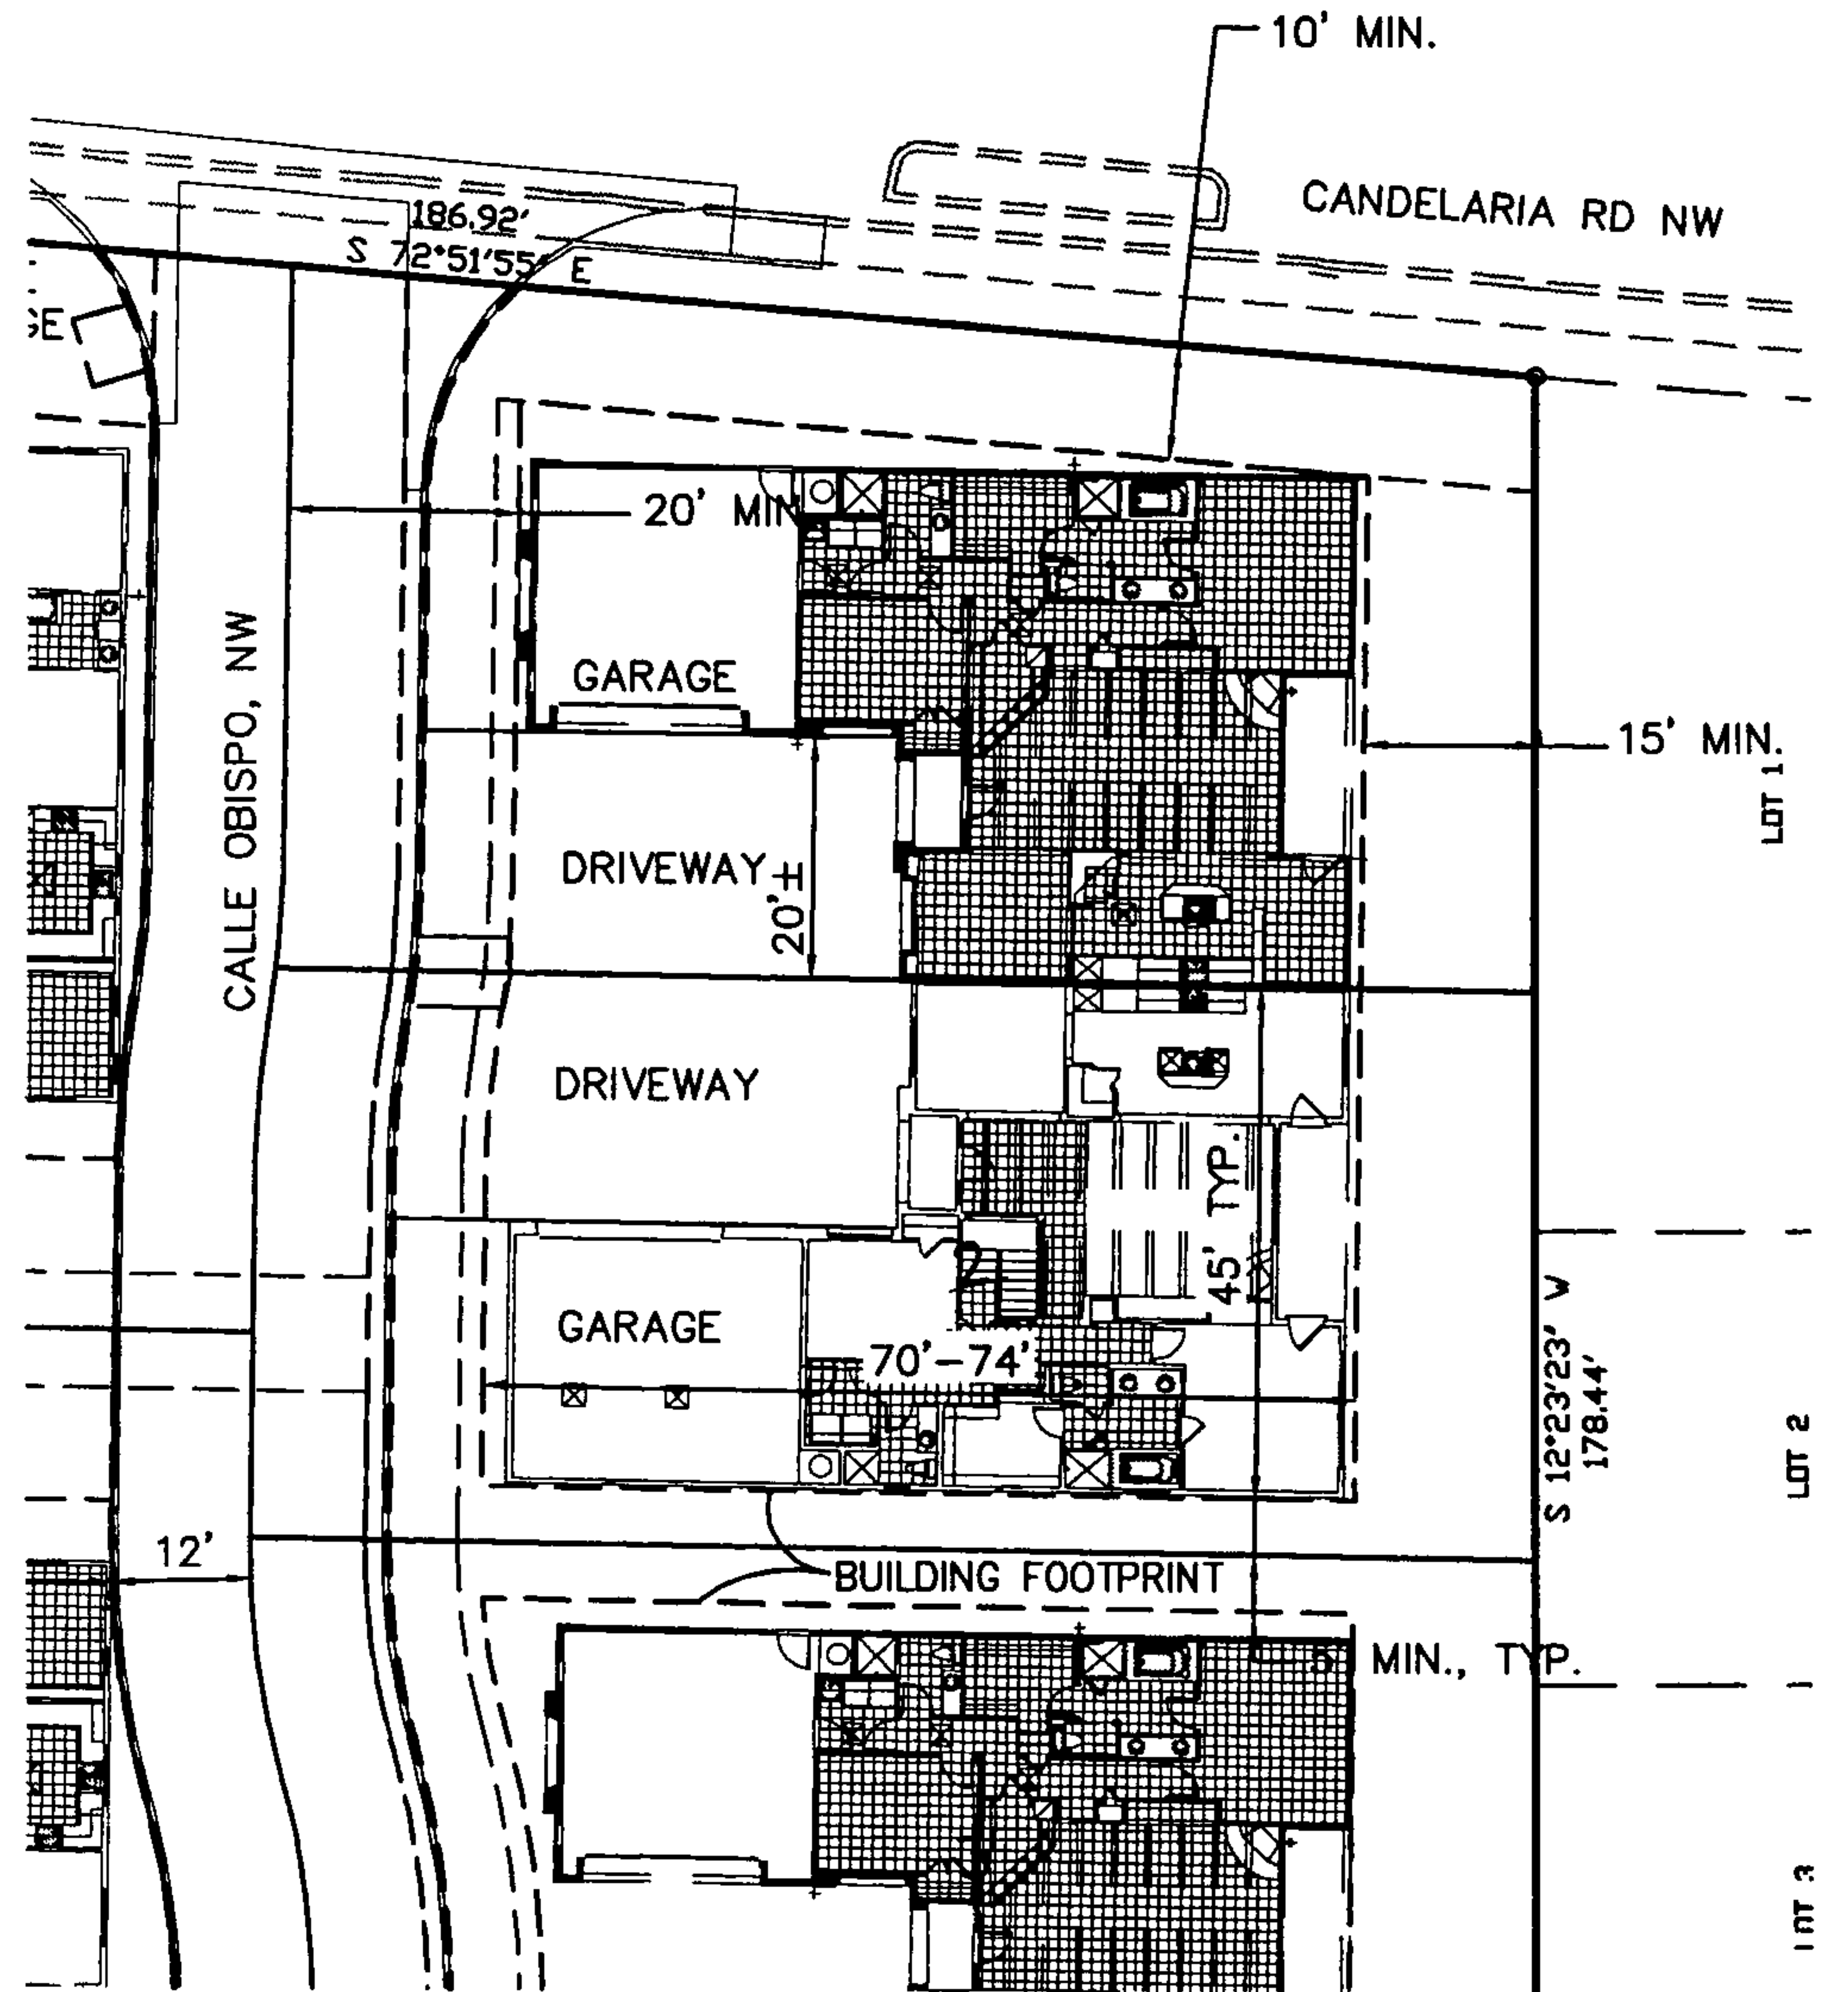 10' MIN.
CANDELARIA RD NW
186.92'
S 72°51'55" E
GE
20' MIN
GARAGE
15' MIN.
LOT 1
CALLE OBISPO, NW
DRIVEWAY
20'±
DRIVEWAY
45' TYP.
GARAGE
70'-74'
S 12°23'23" W
178.44'
LOT 2
12'
BUILDING FOOTPRINT
MIN., TYP.
LOT 3